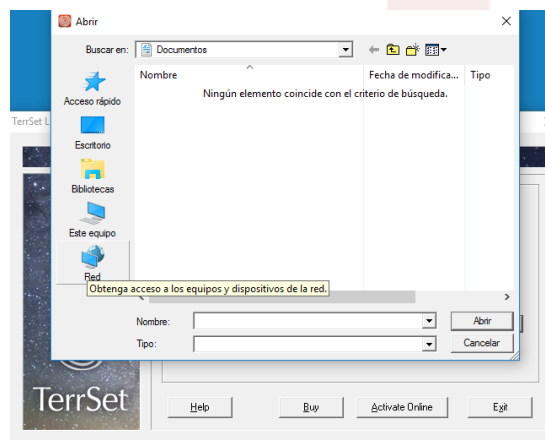 Abrir
Buscar en: Documentos
Nombre Fecha de modifica... Tipo
Ningún elemento coincide con el criterio de búsqueda.
Acceso rápido
TerrSet L
Escritorio
Bibliotecas
Este equipo
Red
Obtenga acceso a los equipos y dispositivos de la red.
Nombre: Abrir
Tipo: Cancelar
TerrSet
Help Buy Activate Online Exit